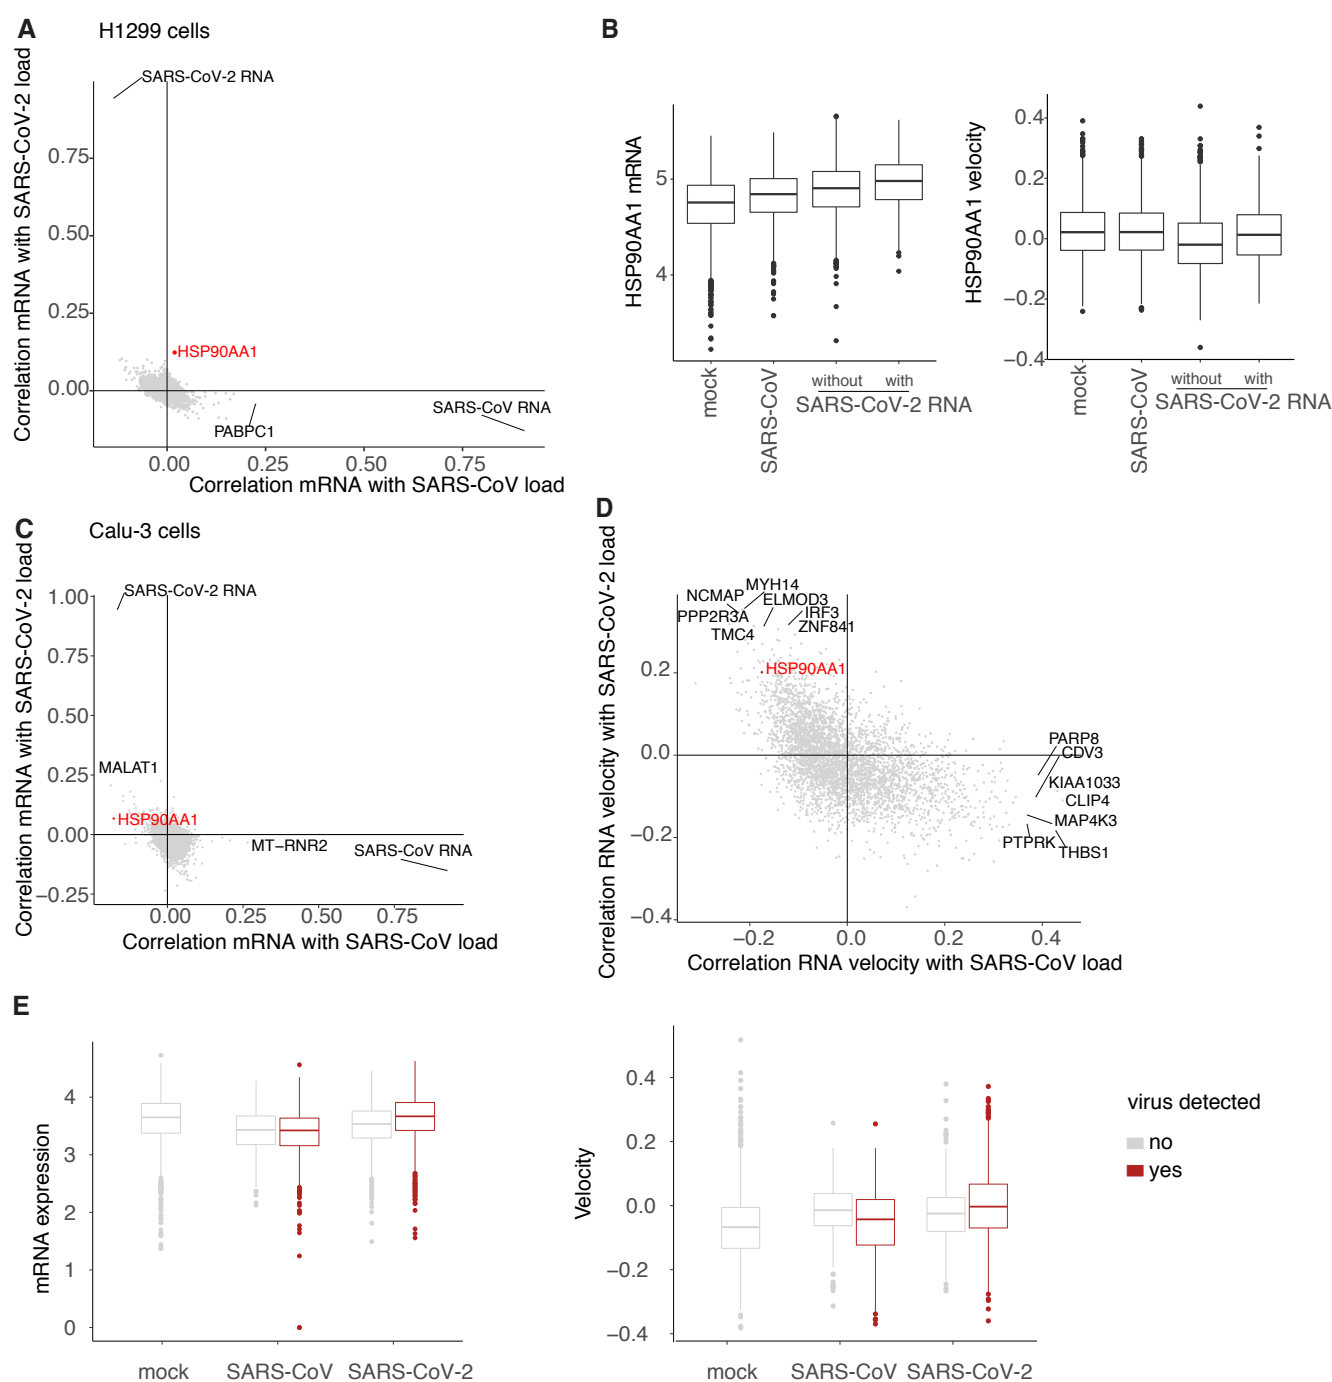 A
H1299 cells
Correlation mRNA with SARS-CoV-2 load
0.75
0.50
0.25
0.00
SARS-CoV-2 RNA
HSP90AA1
PABPC1
SARS-CoV RNA
0.00 0.25 0.50 0.75
Correlation mRNA with SARS-CoV load
B
HSP90AA1 mRNA
5
4
mock
SARS-CoV
without with
SARS-CoV-2 RNA
HSP90AA1 velocity
0.4
0.2
0.0
−0.2
−0.4
mock
SARS-CoV
without with
SARS-CoV-2 RNA
C
Calu-3 cells
Correlation mRNA with SARS-CoV-2 load
1.00
0.75
0.50
0.25
0.00
−0.25
SARS-CoV-2 RNA
MALAT1
HSP90AA1
MT−RNR2
SARS-CoV RNA
0.00 0.25 0.50 0.75
Correlation mRNA with SARS-CoV load
D
Correlation RNA velocity with SARS-CoV-2 load
0.2
0.0
−0.2
−0.4
MYH14
NCMAP
ELMOD3
PPP2R3A
IRF3
TMC4
ZNF841
HSP90AA1
PARP8
CDV3
KIAA1033
CLIP4
MAP4K3
PTPRK
THBS1
−0.2 0.0 0.2 0.4
Correlation RNA velocity with SARS-CoV load
E
mRNA expression
4
3
2
1
0
mock SARS-CoV SARS-CoV-2
Velocity
0.4
0.2
0.0
−0.2
−0.4
mock SARS-CoV SARS-CoV-2
virus detected
no
yes